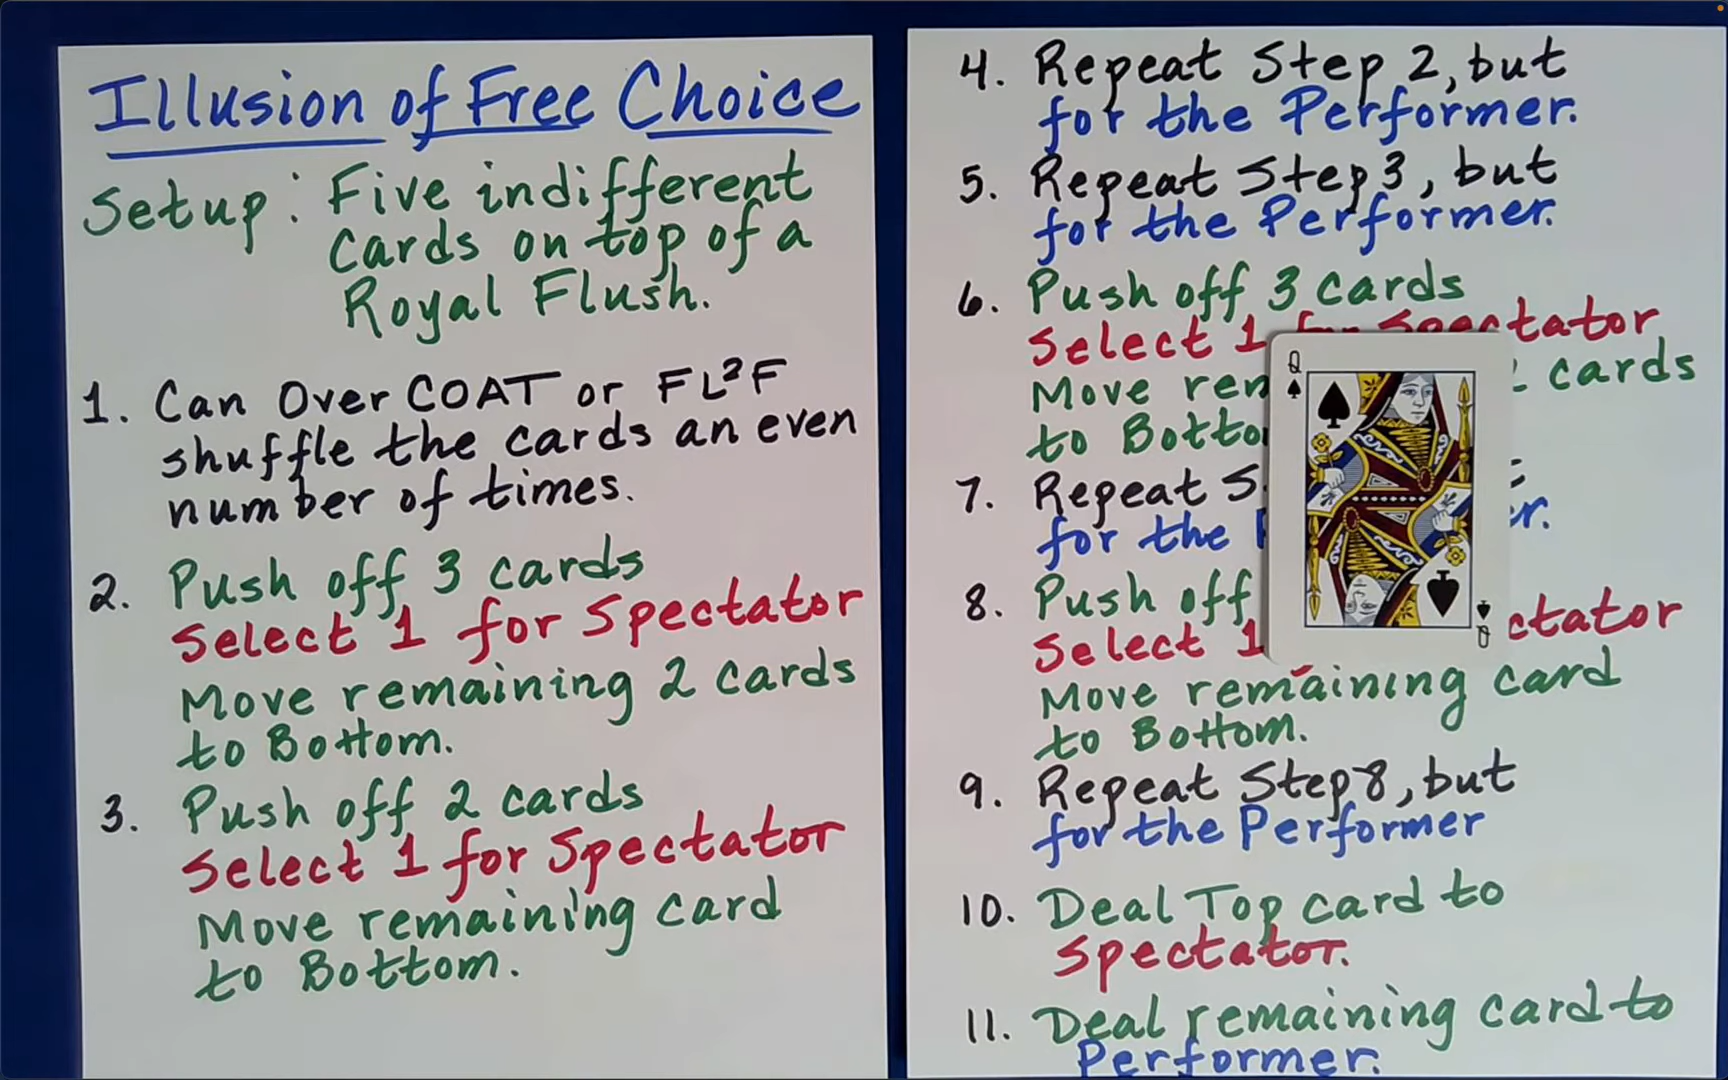 Illusion of Free Choice
Setup: Five indifferent
cards on top of a
Royal Flush.
1. Can Over COAT or FL²F
shuffle the cards an even
number of times.
2. Push off 3 cards
Select 1 for Spectator
Move remaining 2 cards
to Bottom.
3. Push off 2 cards
Select 1 for Spectator
Move remaining card
to Bottom.
4. Repeat Step 2, but
for the Performer.
5. Repeat Step 3, but
for the Performer.
6. Push off 3 cards
Select 1 for Spectator
Move cards
to
7. Repeat
for the
8. Push off
Select 1
Move remaining card
to Bottom.
9. Repeat Step 8, but
for the Performer
10. Deal Top card to
Spectator.
11. Deal remaining card to
Performer.
Q
Q